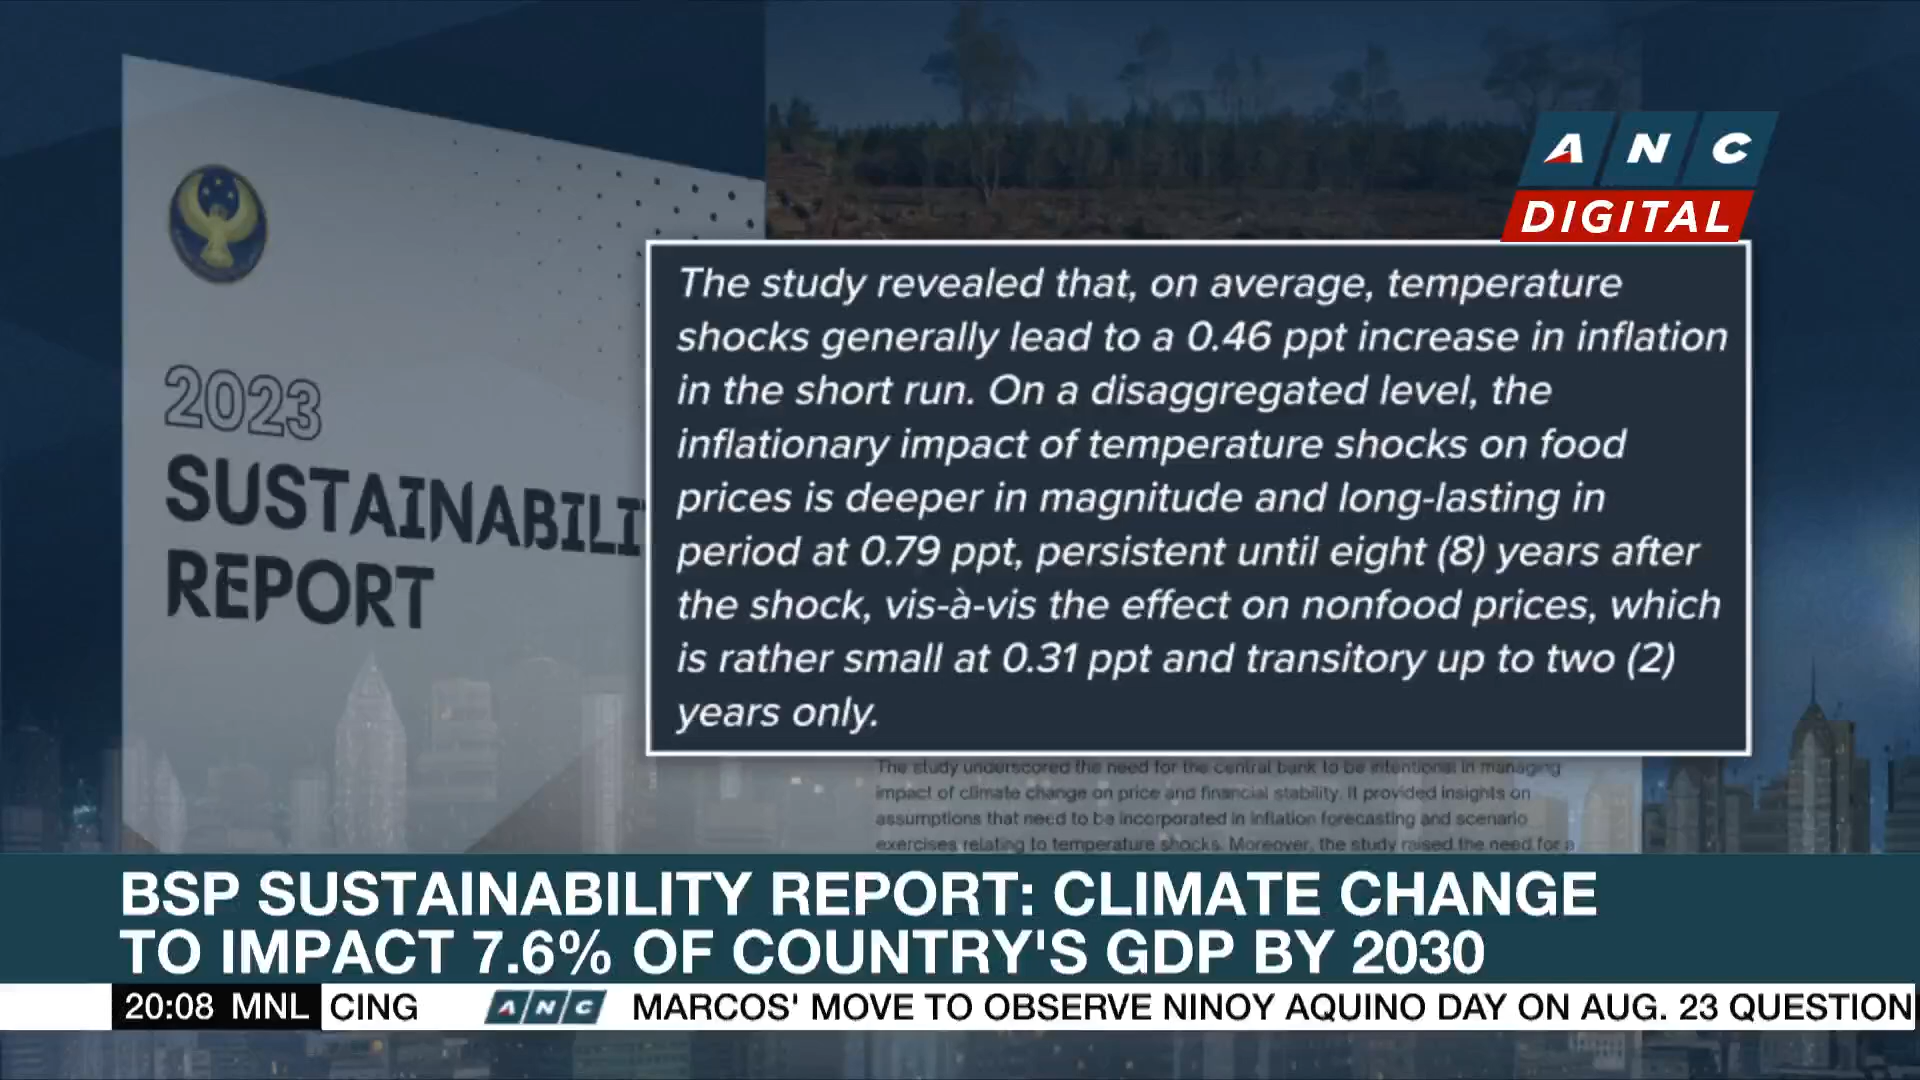 A N C
DIGITAL
2023
SUSTAINABILI
REPORT
The study revealed that, on average, temperature
shocks generally lead to a 0.46 ppt increase in inflation
in the short run. On a disaggregated level, the
inflationary impact of temperature shocks on food
prices is deeper in magnitude and long-lasting in
period at 0.79 ppt, persistent until eight (8) years after
the shock, vis-à-vis the effect on nonfood prices, which
is rather small at 0.31 ppt and transitory up to two (2)
years only.
The study underscored the need for the central bank to be intentional in managing
impact of climate change on price and financial stability. It provided insights on
assumptions that need to be incorporated in inflation forecasting and scenario
exercises relating to temperature shocks. Moreover, the study raised the need for a
BSP SUSTAINABILITY REPORT: CLIMATE CHANGE
TO IMPACT 7.6% OF COUNTRY'S GDP BY 2030
20:08 MNL CING ANC MARCOS' MOVE TO OBSERVE NINOY AQUINO DAY ON AUG. 23 QUESTION